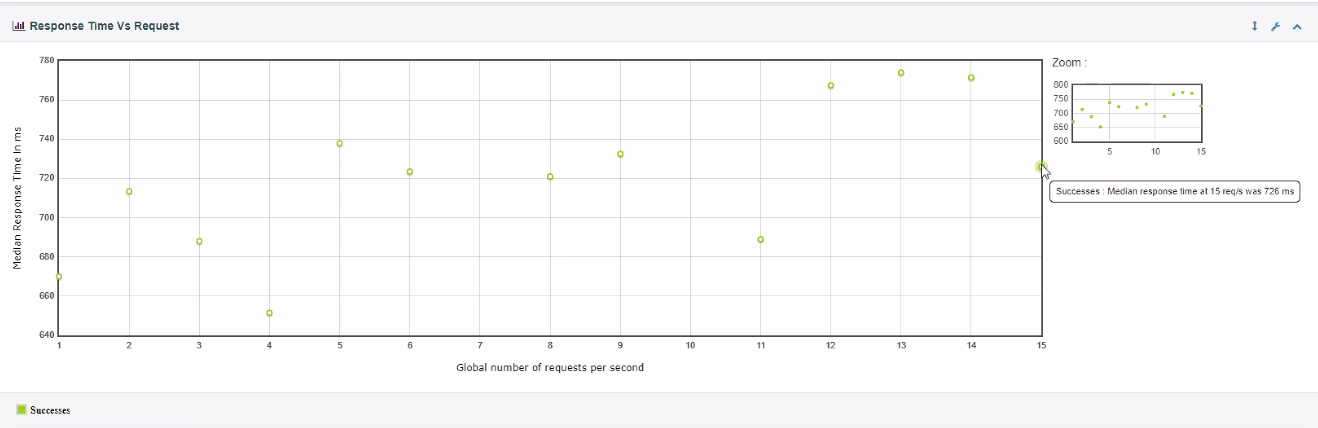 Response Time Vs Request
780
760
740
720
700
680
660
640
Median Response Time in ms
1 2 3 4 5 6 7 8 9 10 11 12 13 14 15
Global number of requests per second
Zoom :
800
750
700
650
600
5 10 15
Successes : Median response time at 15 req/s was 726 ms
Successes